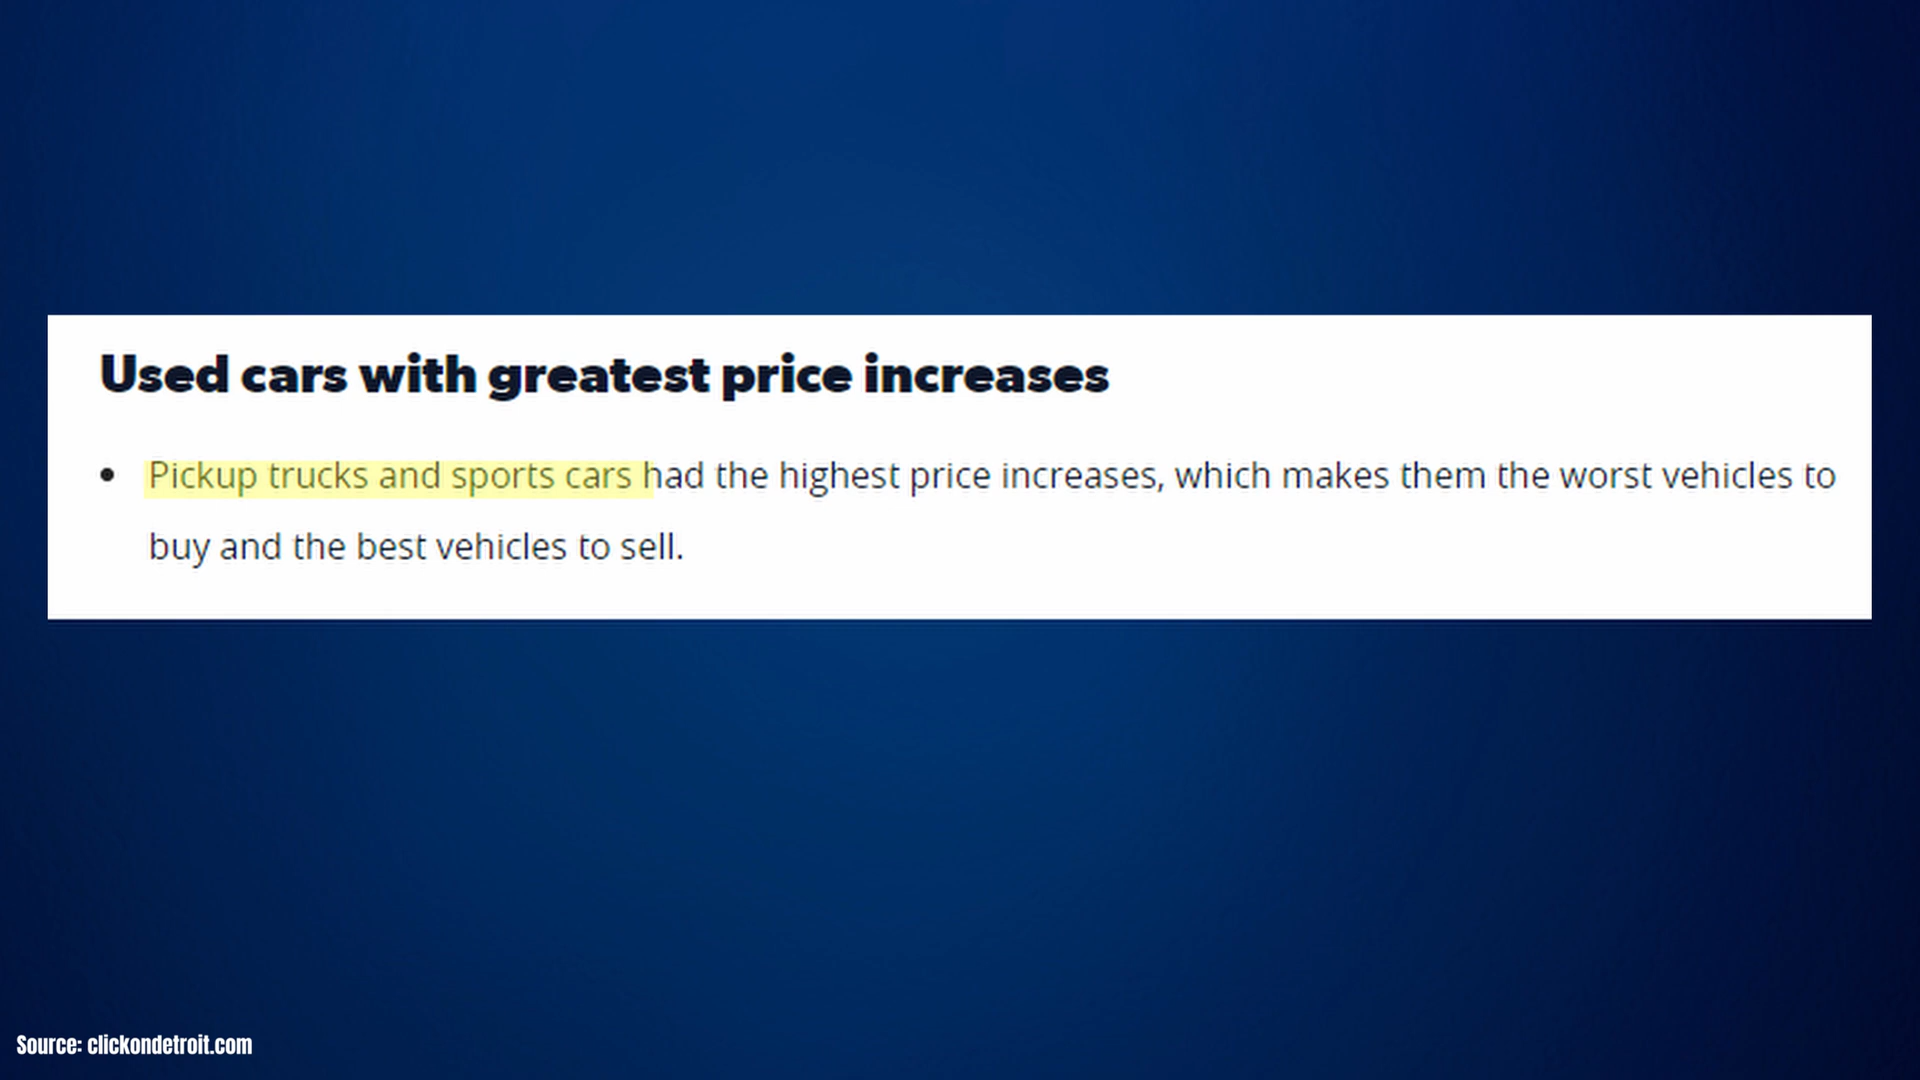 Used cars with greatest price increases
• Pickup trucks and sports cars had the highest price increases, which makes them the worst vehicles to
buy and the best vehicles to sell.
Source: clickondetroit.com